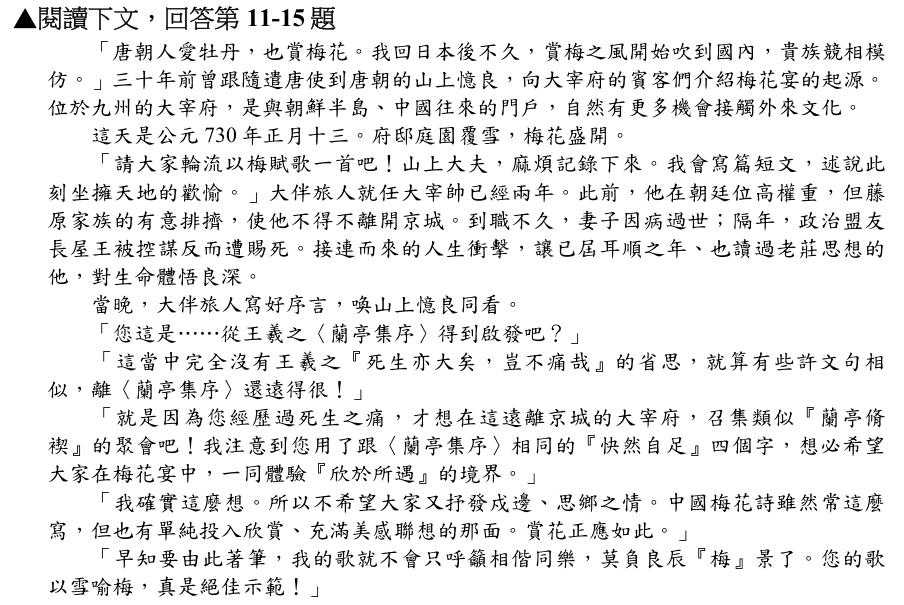 ▲閱讀下文，回答第 11-15 題
「唐朝人愛牡丹，也賞梅花。我回日本後不久，賞梅之風開始吹到國內，貴族競相模
仿。」三十年前曾跟隨遣唐使到唐朝的山上憶良，向大宰府的賓客們介紹梅花宴的起源。
位於九州的大宰府，是與朝鮮半島、中國往來的門戶，自然有更多機會接觸外來文化。
這天是公元 730 年正月十三。府邸庭園覆雪，梅花盛開。
「請大家輪流以梅賦歌一首吧！山上大夫，麻煩記錄下來。我會寫篇短文，述說此
刻坐擁天地的歡愉。」大伴旅人就任大宰帥已經兩年。此前，他在朝廷位高權重，但藤
原家族的有意排擠，使他不得不離開京城。到職不久，妻子因病過世；隔年，政治盟友
長屋王被控謀反而遭賜死。接連而來的人生衝擊，讓已屆耳順之年、也讀過老莊思想的
他，對生命體悟良深。
當晚，大伴旅人寫好序言，喚山上憶良同看。
「您這是……從王羲之〈蘭亭集序〉得到啟發吧？」
「這當中完全沒有王羲之『死生亦大矣，豈不痛哉』的省思，就算有些許文句相
似，離〈蘭亭集序〉還遠得很！」
「就是因為您經歷過死生之痛，才想在這遠離京城的大宰府，召集類似『蘭亭脩
禊』的聚會吧！我注意到您用了跟〈蘭亭集序〉相同的『快然自足』四個字，想必希望
大家在梅花宴中，一同體驗『欣於所遇』的境界。」
「我確實這麼想。所以不希望大家又抒發戍邊、思鄉之情。中國梅花詩雖然常這麼
寫，但也有單純投入欣賞、充滿美感聯想的那面。賞花正應如此。」
「早知要由此著筆，我的歌就不會只呼籲相偕同樂，莫負良辰『梅』景了。您的歌
以雪喻梅，真是絕佳示範！」